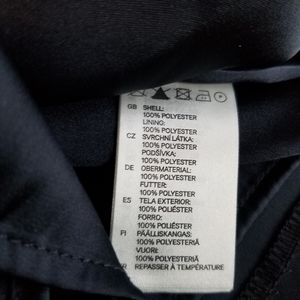 GB SHELL:
100% POLYESTER
LINING:
100% POLYESTER
CZ SVRCHNÍ LÁTKA:
100% POLYESTER
PODŠÍVKA:
100% POLYESTER
DE OBERMATERIAL:
100% POLYESTER
FUTTER:
100% POLYESTER
ES TELA EXTERIOR:
100% POLIÉSTER
FORRO:
100% POLIÉSTER
FI PÄÄLLISKANGAS:
100% POLYESTERIÄ
VUORI:
100% POLYESTERIÄ
FR REPASSER À TEMPÉRATURE